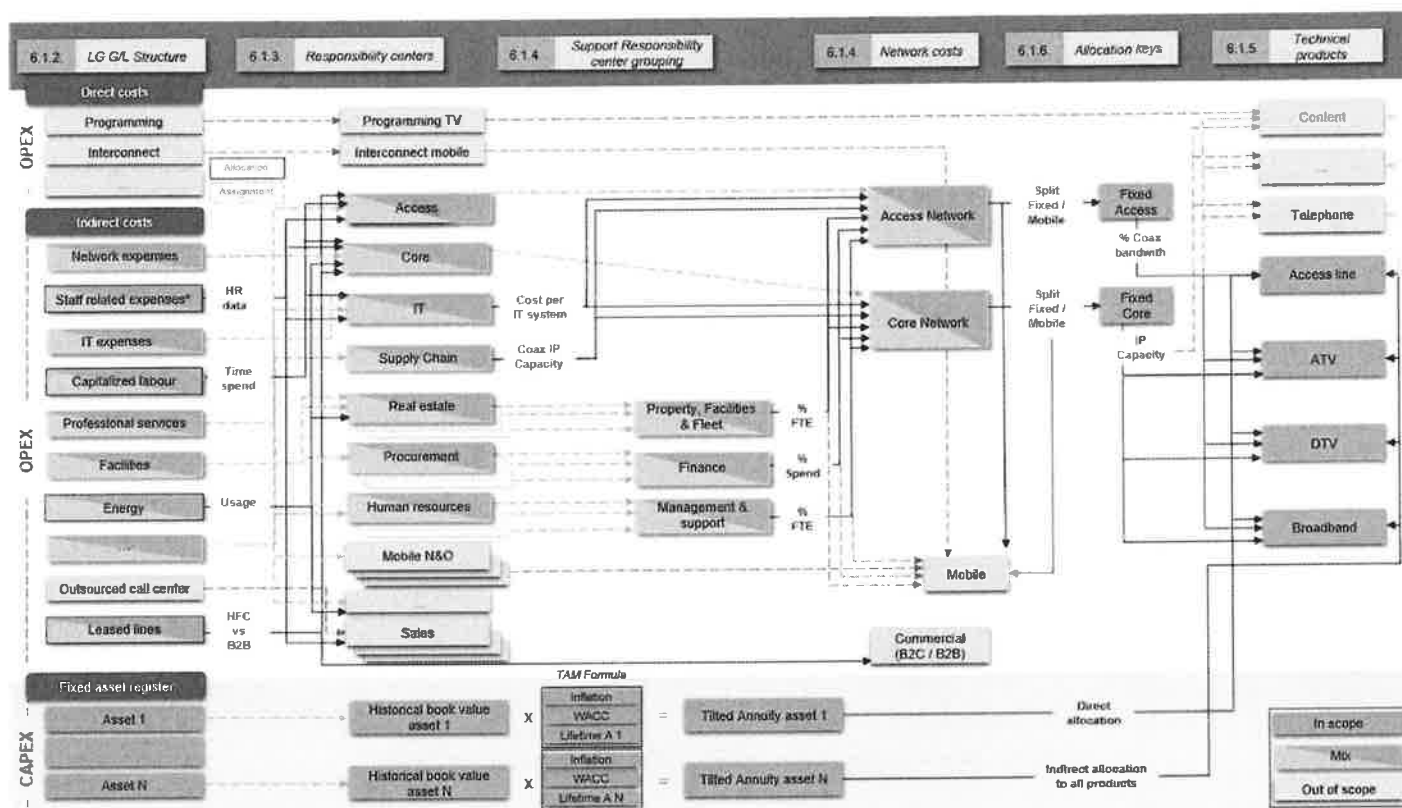 6.1.2. LG G/L Structure
6.1.3. Responsibility centers
6.1.4. Support Responsibility
center grouping
6.1.4. Network costs
6.1.6. Allocation keys
6.1.5. Technical
products
OPEX
Direct costs
Programming
Interconnect
Programming TV
Interconnect mobile
Allocation
Assignment
Content
...
Telephone
OPEX
Indirect costs
Network expenses
Staff related expenses*
IT expenses
Capitalized labour
Professional services
Facilities
Energy
Outsourced call center
Leased lines
HR
data
Time
spend
Usage
HFC
vs
B2B
Access
Core
IT
Supply Chain
Real estate
Procurement
Human resources
Mobile N&O
Sales
Cost per
IT system
Coax IP
Capacity
Property, Facilities
& Fleet
Finance
Management &
support
%
FTE
%
Spend
%
FTE
Access Network
Core Network
Mobile
Commercial
(B2C / B2B)
Split
Fixed /
Mobile
Split
Fixed /
Mobile
Fixed
Access
% Coax
bandwith
Fixed
Core
IP
Capacity
Access line
ATV
DTV
Broadband
CAPEX
Fixed asset register
Asset 1
Asset N
Historical book value
asset 1
Historical book value
asset N
X
X
TAM Formula
Inflation
WACC
Lifetime A 1
Inflation
WACC
Lifetime A N
=
=
Tilted Annuity asset 1
Tilted Annuity asset N
Direct
allocation
Indirect allocation
to all products
In scope
Mix
Out of scope